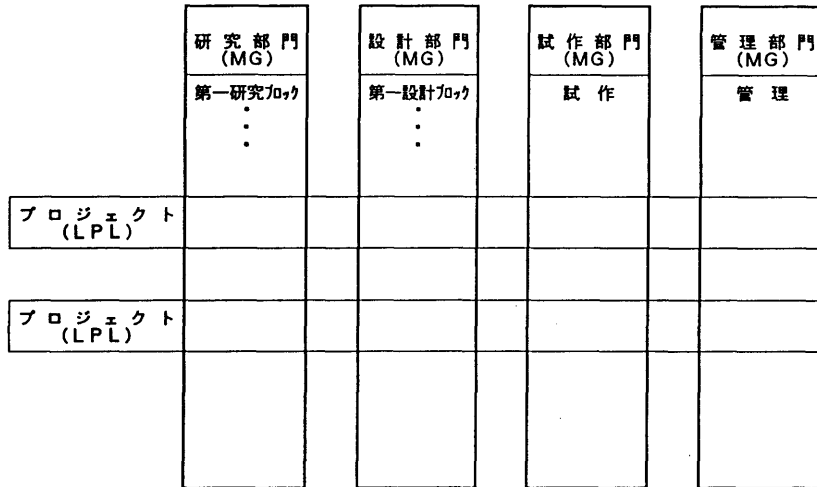 研究部門
(MG)
設計部門
(MG)
試作部門
(MG)
管理部門
(MG)
第一研究ブロック
第一設計ブロック
試作
管理
プロジェクト
(LPL)
プロジェクト
(LPL)